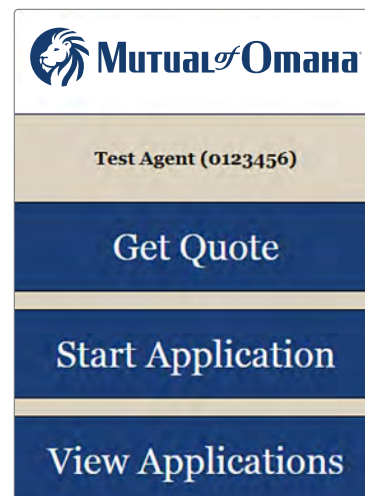 Mutual of Omaha
Test Agent (0123456)
Get Quote
Start Application
View Applications